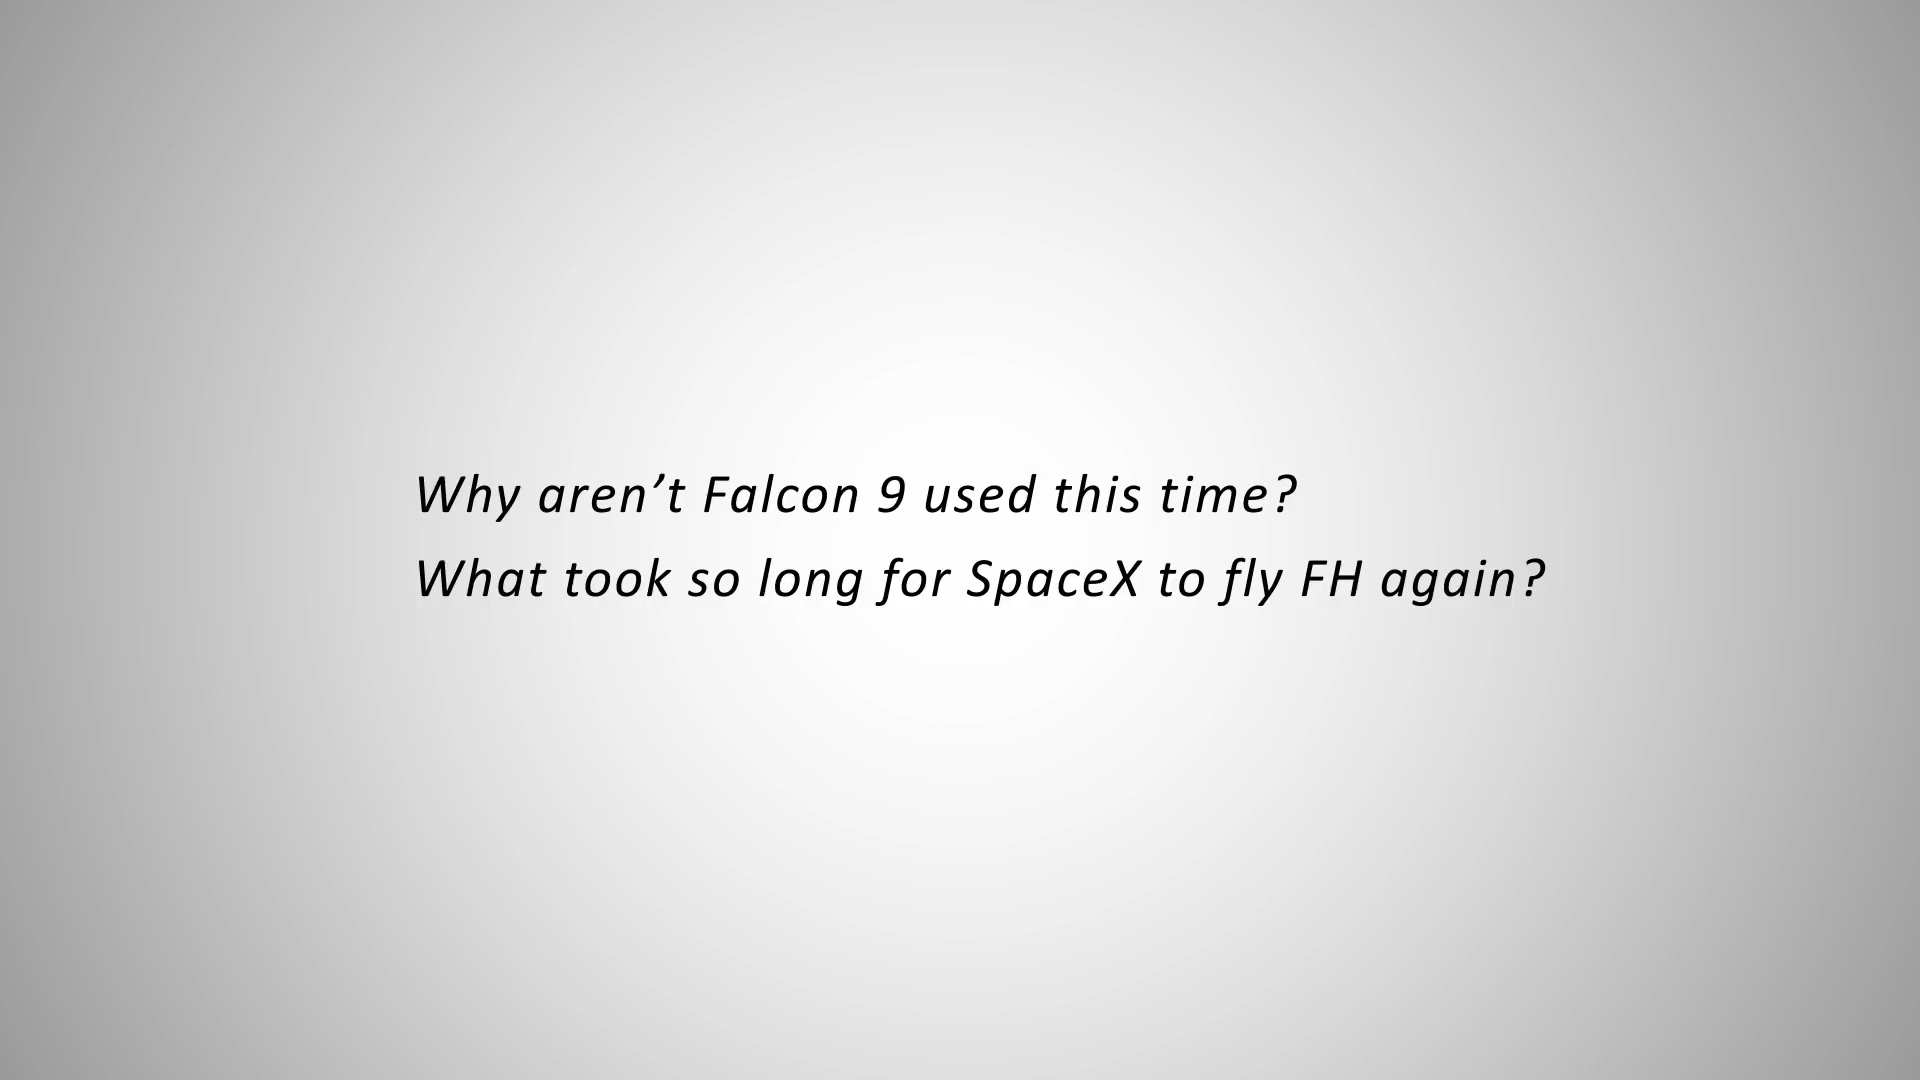 Why aren’t Falcon 9 used this time?
What took so long for SpaceX to fly FH again?